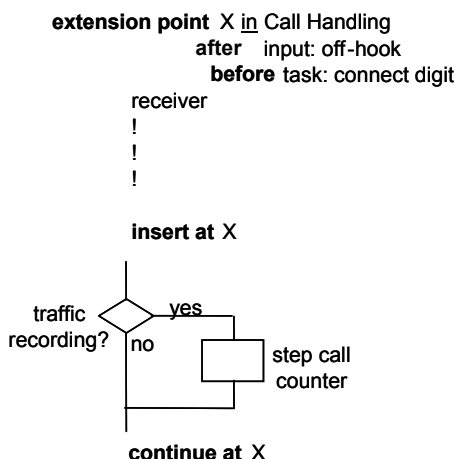 extension point X in Call Handling
after input: off-hook
before task: connect digit
receiver
!
!
!
insert at X
traffic yes
recording? no
step call
counter
continue at X